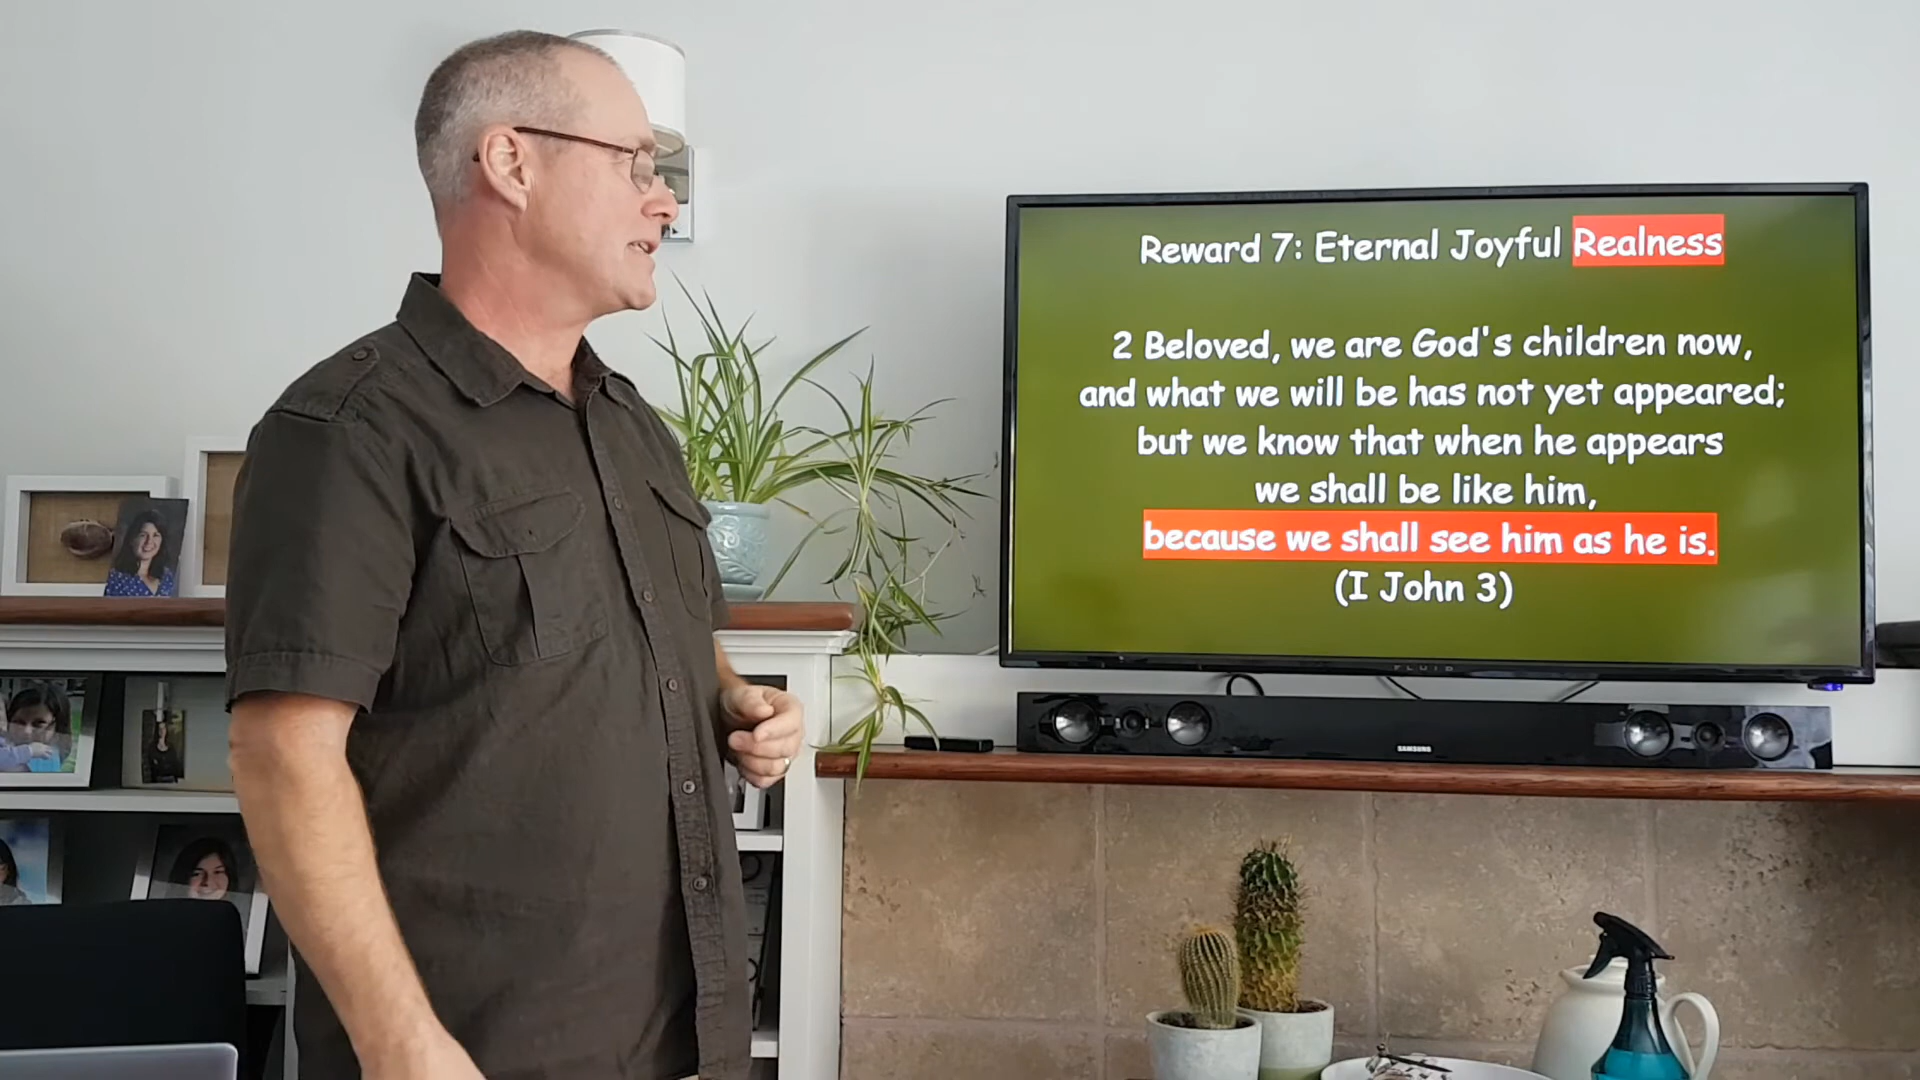 Reward 7: Eternal Joyful Realness
2 Beloved, we are God's children now,
and what we will be has not yet appeared;
but we know that when he appears
we shall be like him,
because we shall see him as he is.
(I John 3)
FLUID
SAMSUNG